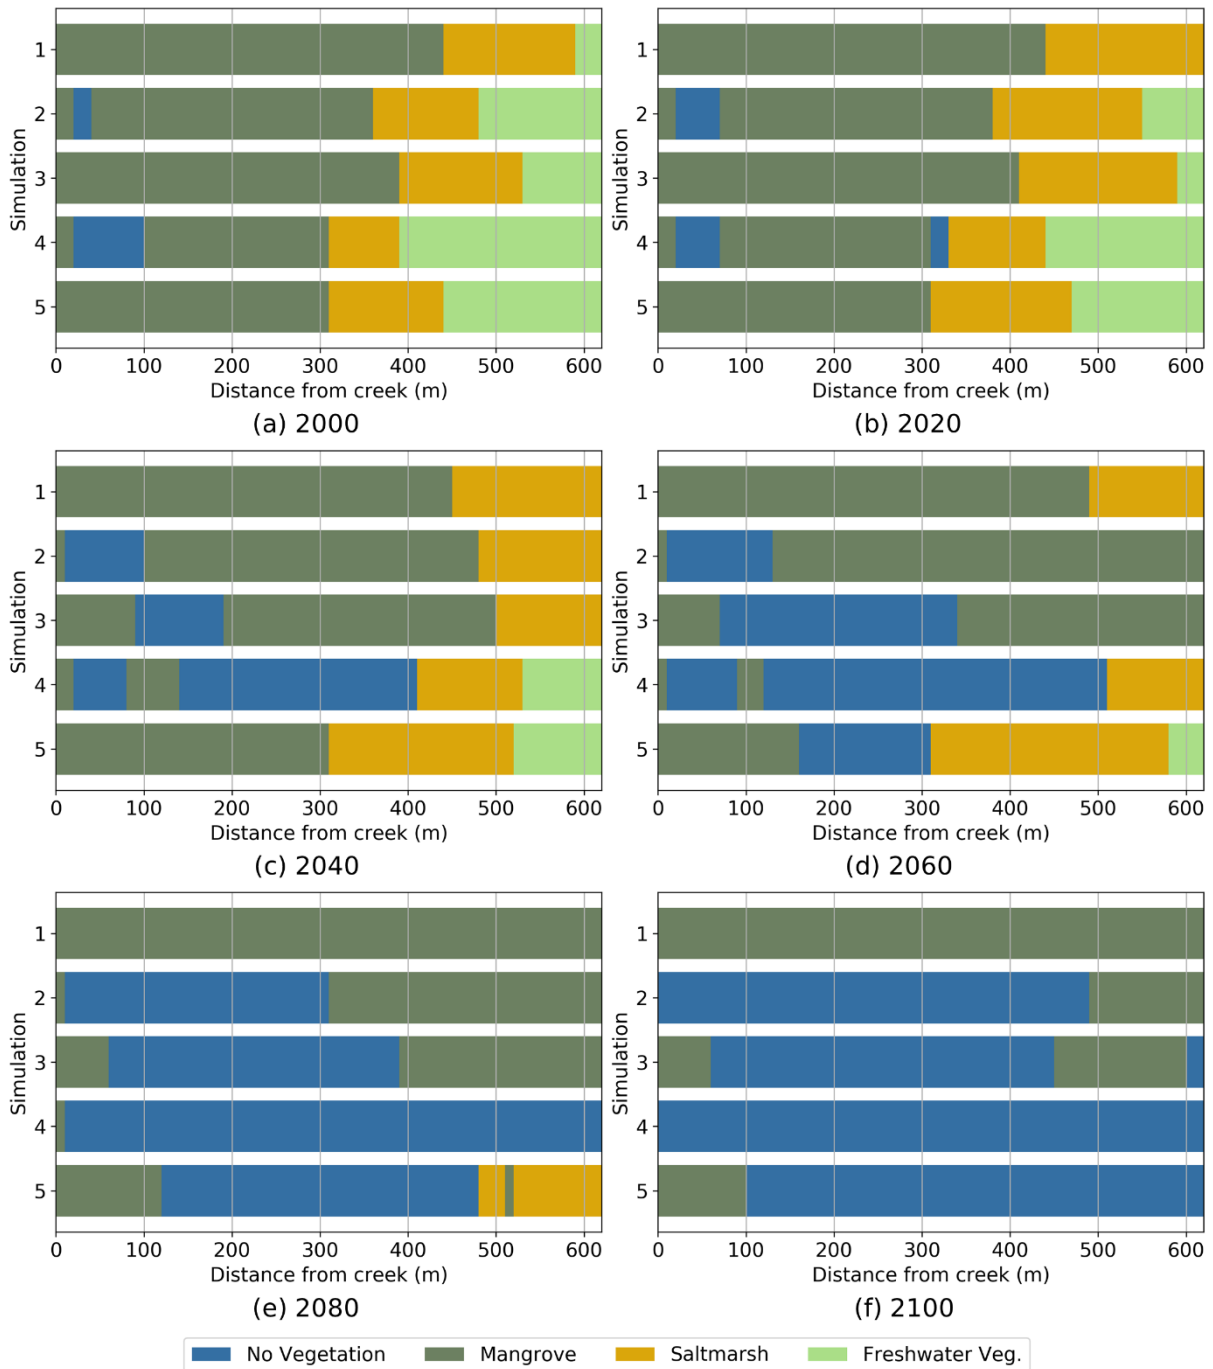 1
2
3
4
5
Simulation
0 100 200 300 400 500 600
Distance from creek (m)
(a) 2000
1
2
3
4
5
Simulation
0 100 200 300 400 500 600
Distance from creek (m)
(b) 2020
1
2
3
4
5
Simulation
0 100 200 300 400 500 600
Distance from creek (m)
(c) 2040
1
2
3
4
5
Simulation
0 100 200 300 400 500 600
Distance from creek (m)
(d) 2060
1
2
3
4
5
Simulation
0 100 200 300 400 500 600
Distance from creek (m)
(e) 2080
1
2
3
4
5
Simulation
0 100 200 300 400 500 600
Distance from creek (m)
(f) 2100
No Vegetation Mangrove Saltmarsh Freshwater Veg.